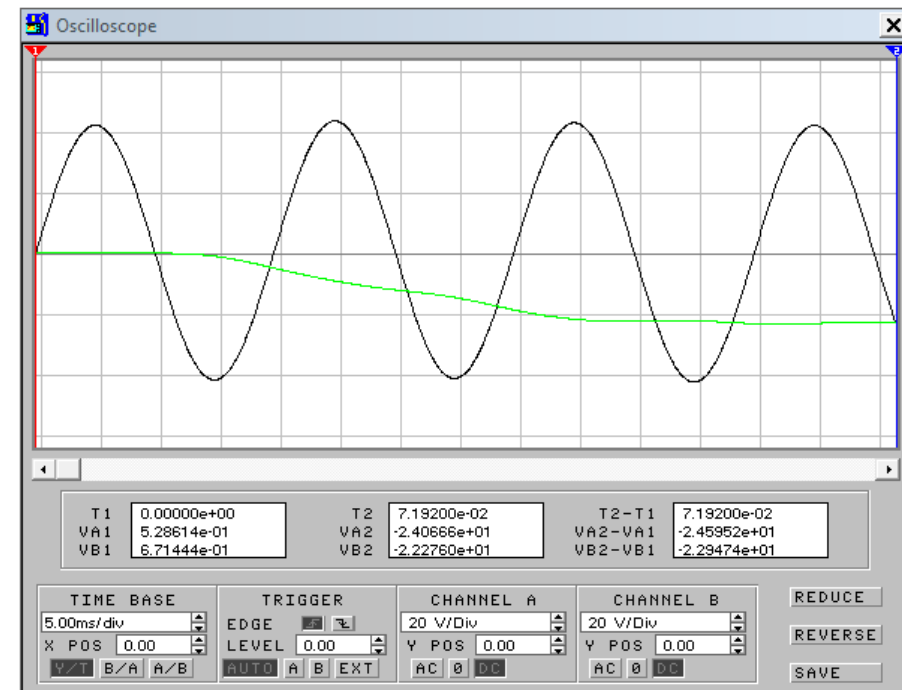 Oscilloscope
1 2
T1 0.00000e+00 T2 7.19200e-02 T2-T1 7.19200e-02
VA1 5.28614e-01 VA2 -2.40666e+01 VA2-VA1 -2.45952e+01
VB1 6.71444e-01 VB2 -2.22760e+01 VB2-VB1 -2.29474e+01
TIME BASE TRIGGER CHANNEL A CHANNEL B REDUCE
5.00ms/div EDGE 20 V/Div 20 V/Div
X POS 0.00 LEVEL 0.00 Y POS 0.00 Y POS 0.00 REVERSE
Y/T B/A A/B AUTO A B EXT AC 0 DC AC 0 DC SAVE